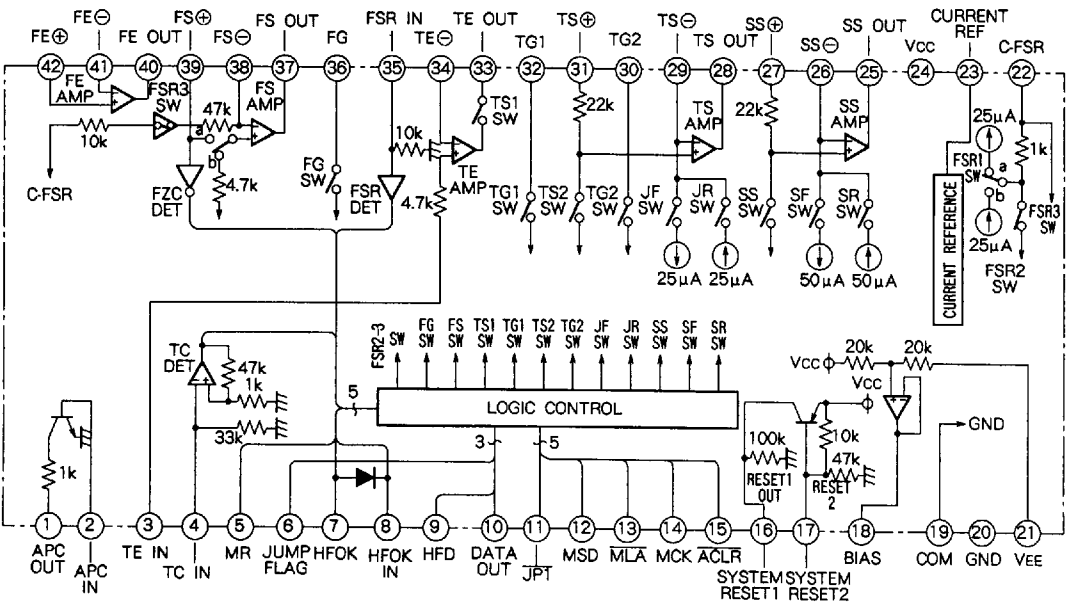 FE⊕ FE⊖ FE OUT FS⊕ FS⊖ FS OUT FG FSR IN TE⊖ TE OUT TG1 TS⊕ TG2 TS⊖ TS OUT SS⊕ SS⊖ SS OUT Vcc CURRENT REF C-FSR
42 41 40 39 38 37 36 35 34 33 32 31 30 29 28 27 26 25 24 23 22
FE AMP
FSR3 SW
47k
FS AMP
a
b
10k
4.7k
C-FSR
FZC DET
FG SW
FSR DET
10k
4.7k
TE AMP
TS1 SW
22k
TS AMP
22k
SS AMP
TG1 SW
TS2 SW
TG2 SW
JF SW
JR SW
SS SW
SF SW
SR SW
25μA
25μA
50μA
50μA
CURRENT REFERENCE
25μA
FSR1 SW
a
b
25μA
1k
FSR3 SW
FSR2 SW
TC DET
47k
1k
33k
5
FSR2-3 SW
FG SW
FS SW
TS1 SW
TG1 SW
TS2 SW
TG2 SW
JF SW
JR SW
SS SW
SF SW
SR SW
LOGIC CONTROL
3
5
1k
Vcc
20k
20k
Vcc
100k
10k
47k
RESET1 OUT
RESET 2
GND
1 2 3 4 5 6 7 8 9 10 11 12 13 14 15 16 17 18 19 20 21
APC OUT
APC IN
TE IN
TC IN
MR
JUMP FLAG
HFOK
HFOK IN
HFD
DATA OUT
JPT
MSD
MLA
MCK
ACLR
SYSTEM RESET1
SYSTEM RESET2
BIAS
COM
GND
VEE